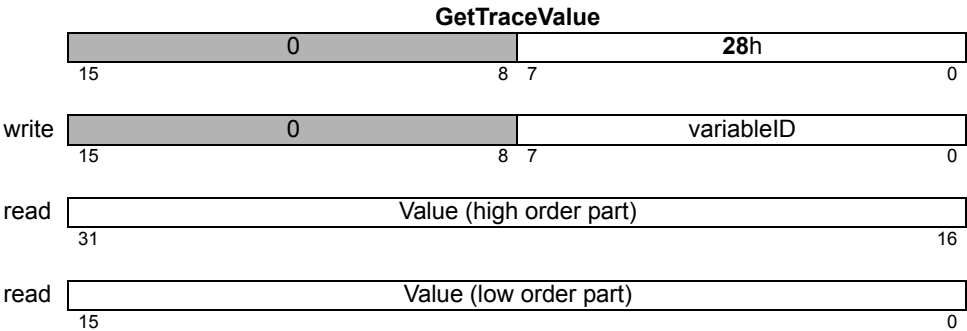 GetTraceValue
0 28h
15 8 7 0
write 0 variableID
15 8 7 0
read Value (high order part)
31 16
read Value (low order part)
15 0